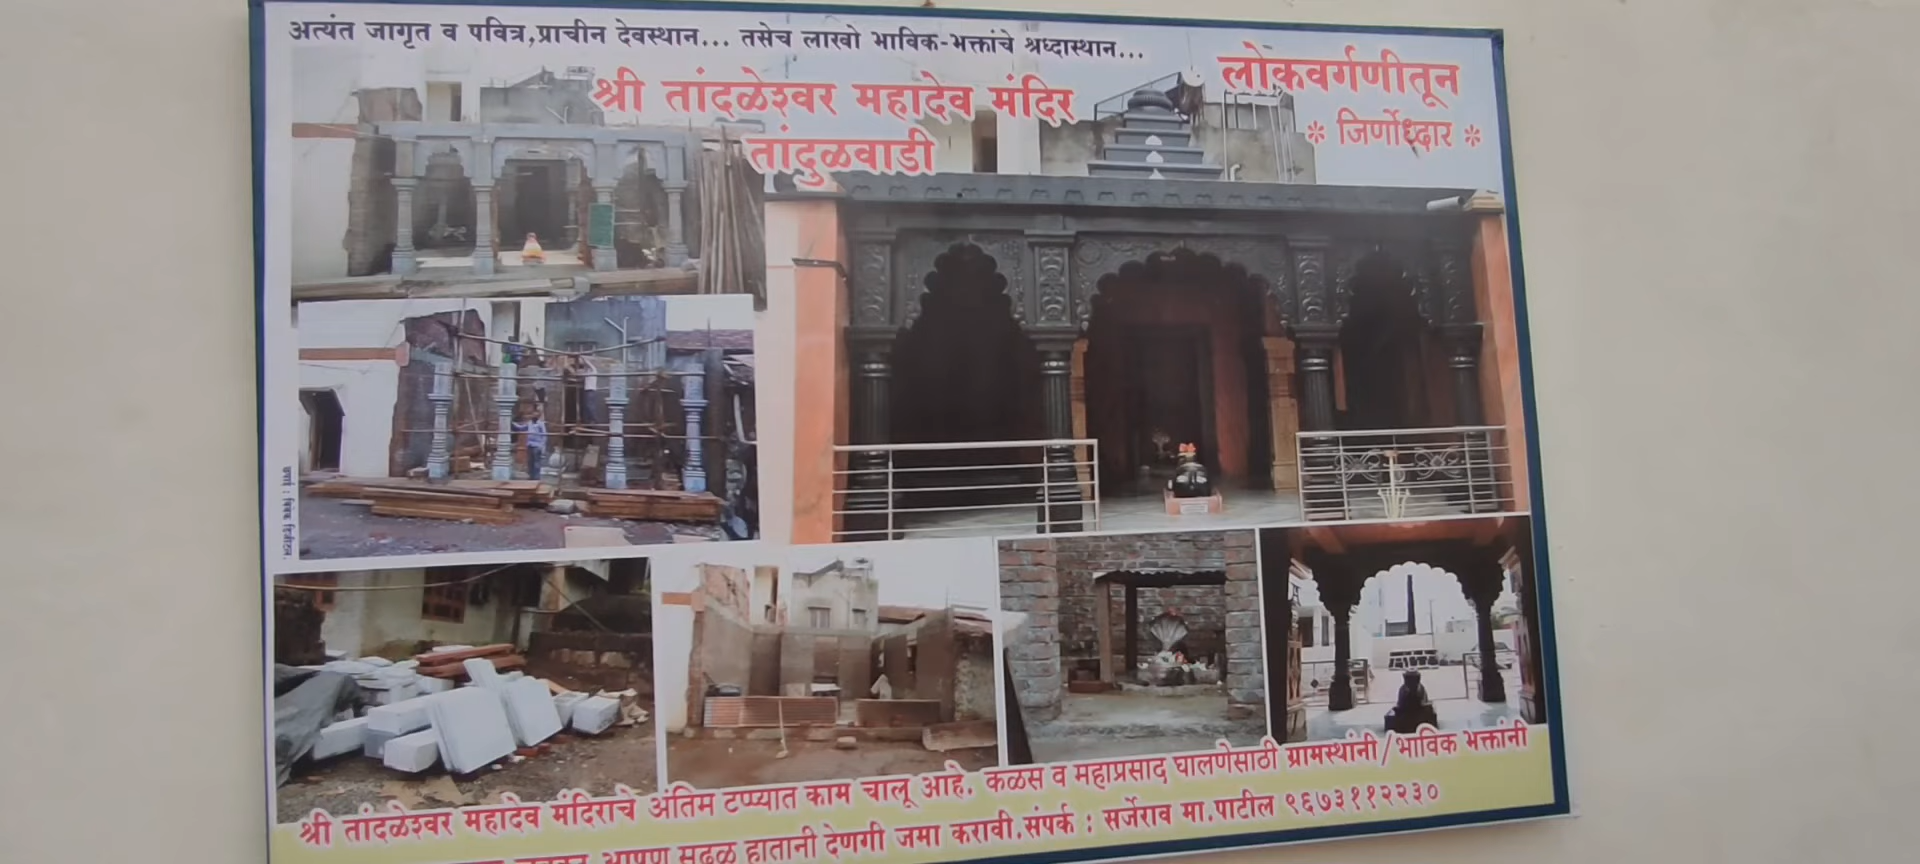 अत्यंत जागृत व पवित्र,प्राचीन देवस्थान... तसेच लाखो भाविक-भक्तांचे श्रध्दास्थान...
श्री तांदळेश्वर महादेव मंदिर
तांदुळवाडी
लोकवर्गणीतून
* जिर्णोध्दार *
श्री तांदळेश्वर महादेव मंदिराचे अंतिम टप्प्यात काम चालू आहे. कळस व महाप्रसाद घालणेसाठी ग्रामस्थांनी/भाविक भक्तांनी
आपण सढळ हातानी देणगी जमा करावी.संपर्क : सर्जेराव मा.पाटील ९६७३११२२३०